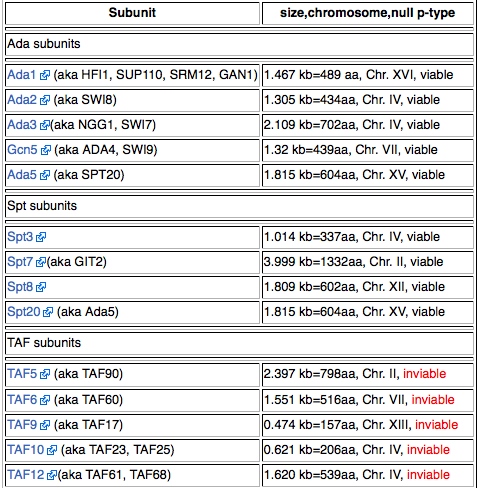 Subunit size,chromosome,null p-type
Ada subunits
Ada1 (aka HFI1, SUP110, SRM12, GAN1) 1.467 kb=489 aa, Chr. XVI, viable
Ada2 (aka SWI8) 1.305 kb=434aa, Chr. IV, viable
Ada3 (aka NGG1, SWI7) 2.109 kb=702aa, Chr. IV, viable
Gcn5 (aka ADA4, SWI9) 1.32 kb=439aa, Chr. VII, viable
Ada5 (aka SPT20) 1.815 kb=604aa, Chr. XV, viable
Spt subunits
Spt3 1.014 kb=337aa, Chr. IV, viable
Spt7 (aka GIT2) 3.999 kb=1332aa, Chr. II, viable
Spt8 1.809 kb=602aa, Chr. XII, viable
Spt20 (aka Ada5) 1.815 kb=604aa, Chr. XV, viable
TAF subunits
TAF5 (aka TAF90) 2.397 kb=798aa, Chr. II, inviable
TAF6 (aka TAF60) 1.551 kb=516aa, Chr. VII, inviable
TAF9 (aka TAF17) 0.474 kb=157aa, Chr. XIII, inviable
TAF10 (aka TAF23, TAF25) 0.621 kb=206aa, Chr. IV, inviable
TAF12 (aka TAF61, TAF68) 1.620 kb=539aa, Chr. IV, inviable